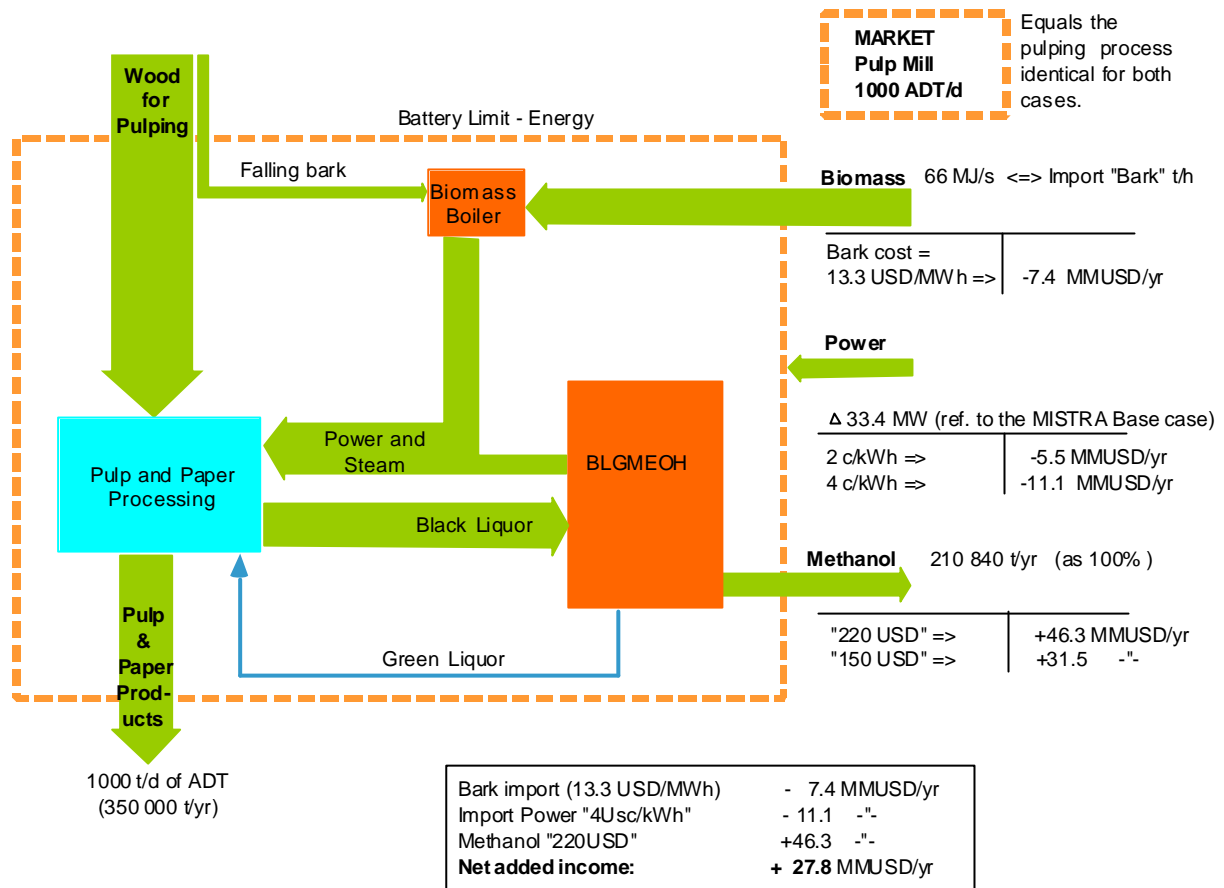 Wood
for
Pulping
Battery Limit - Energy
Falling bark
Biomass
Boiler
MARKET
Pulp Mill
1000 ADT/d
Equals the
pulping process
identical for both
cases.
Biomass 66 MJ/s <=> Import "Bark" t/h
Bark cost =
13.3 USD/MWh => -7.4 MMUSD/yr
Power
Δ 33.4 MW (ref. to the MISTRA Base case)
2 c/kWh => -5.5 MMUSD/yr
4 c/kWh => -11.1 MMUSD/yr
Power and
Steam
BLGMEOH
Pulp and Paper
Processing
Black Liquor
Methanol 210 840 t/yr (as 100% )
"220 USD" => +46.3 MMUSD/yr
"150 USD" => +31.5 -"-
Green Liquor
Pulp
&
Paper
Prod-
ucts
1000 t/d of ADT
(350 000 t/yr)
Bark import (13.3 USD/MWh) - 7.4 MMUSD/yr
Import Power "4Usc/kWh" - 11.1 -"-
Methanol "220USD" +46.3 -"-
Net added income: + 27.8 MMUSD/yr